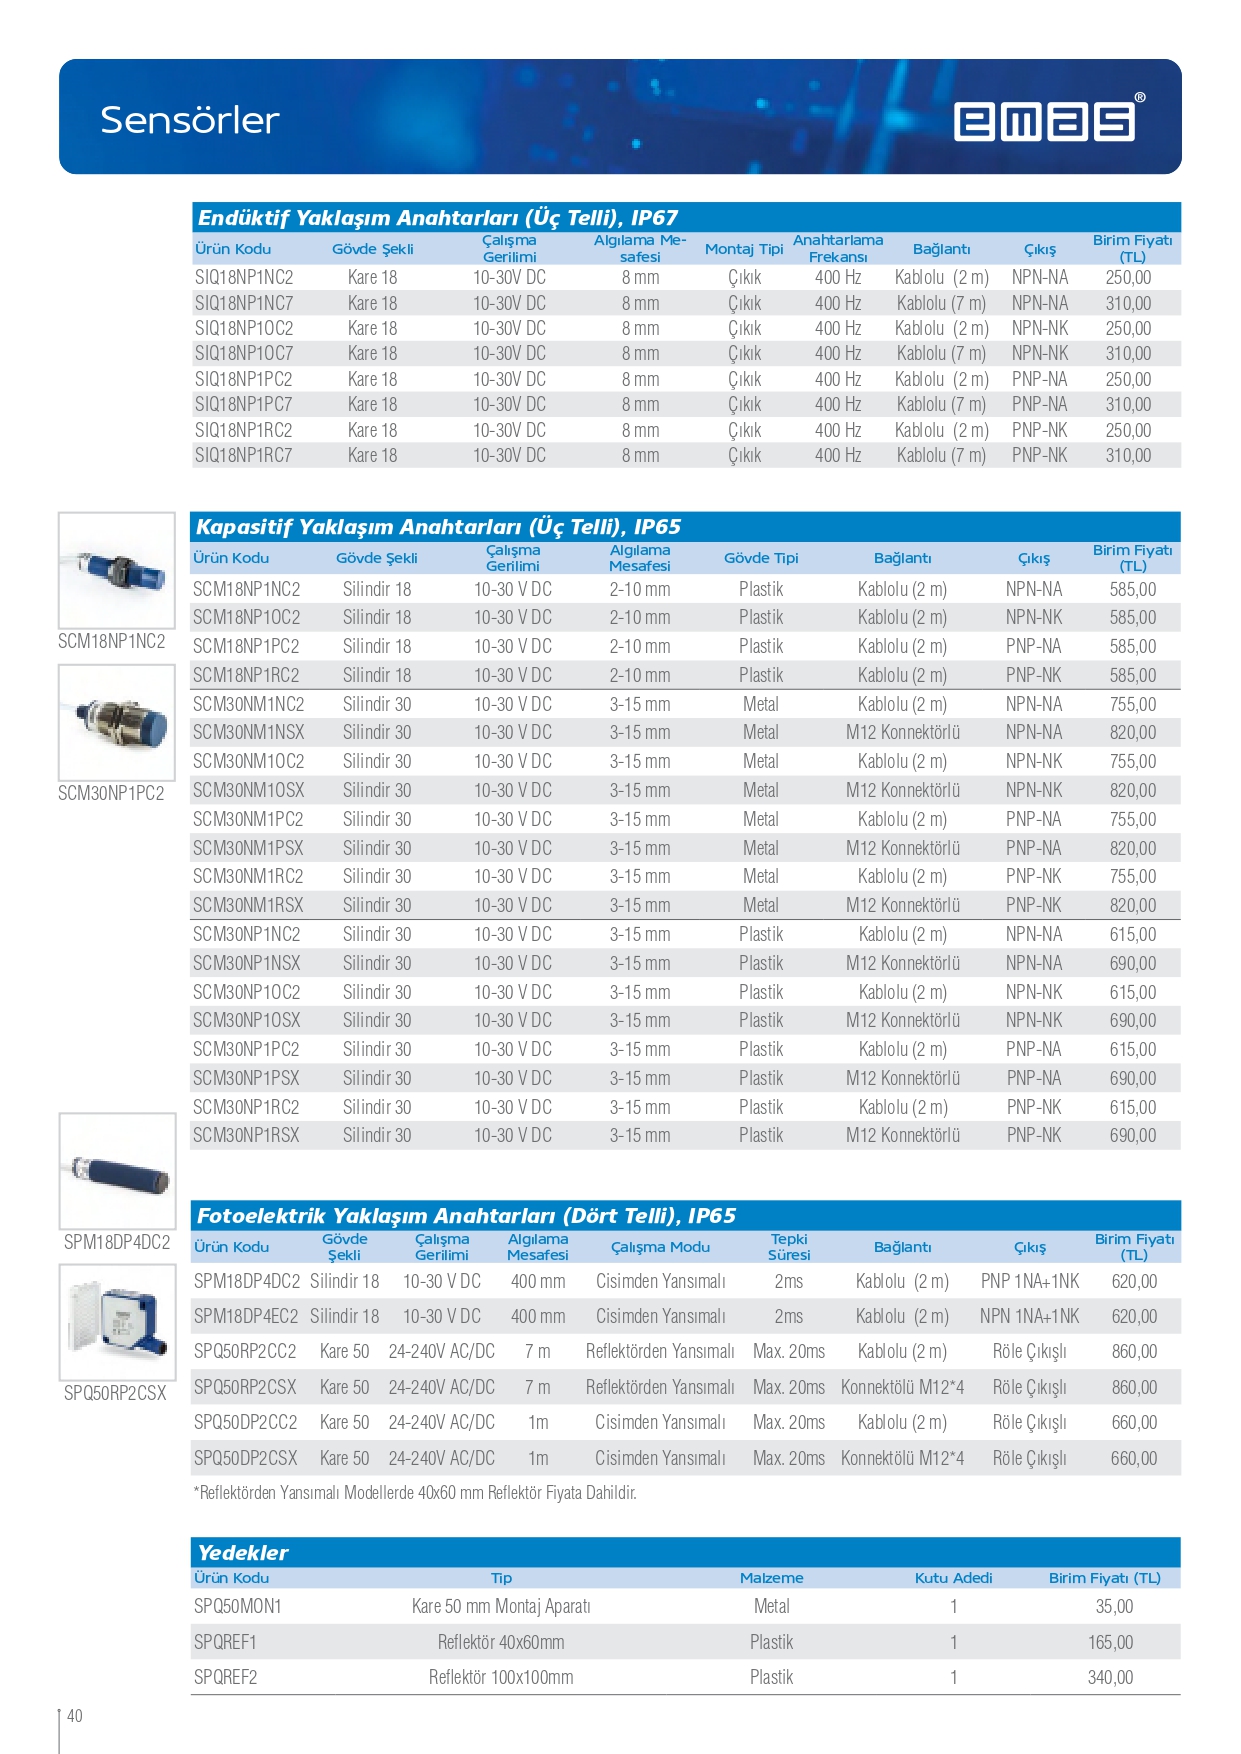 Sensörler
emas®
Endüktif Yaklaşım Anahtarları (Üç Telli), IP67
Ürün Kodu Gövde Şekli Çalışma Gerilimi Algılama Me-safesi Montaj Tipi Anahtarlama Frekansı Bağlantı Çıkış Birim Fiyatı (TL)
SIQ18NP1NC2 Kare 18 10-30V DC 8 mm Çıkık 400 Hz Kablolu (2 m) NPN-NA 250,00
SIQ18NP1NC7 Kare 18 10-30V DC 8 mm Çıkık 400 Hz Kablolu (7 m) NPN-NA 310,00
SIQ18NP1OC2 Kare 18 10-30V DC 8 mm Çıkık 400 Hz Kablolu (2 m) NPN-NK 250,00
SIQ18NP1OC7 Kare 18 10-30V DC 8 mm Çıkık 400 Hz Kablolu (7 m) NPN-NK 310,00
SIQ18NP1PC2 Kare 18 10-30V DC 8 mm Çıkık 400 Hz Kablolu (2 m) PNP-NA 250,00
SIQ18NP1PC7 Kare 18 10-30V DC 8 mm Çıkık 400 Hz Kablolu (7 m) PNP-NA 310,00
SIQ18NP1RC2 Kare 18 10-30V DC 8 mm Çıkık 400 Hz Kablolu (2 m) PNP-NK 250,00
SIQ18NP1RC7 Kare 18 10-30V DC 8 mm Çıkık 400 Hz Kablolu (7 m) PNP-NK 310,00
SCM18NP1NC2
SCM30NP1PC2
Kapasitif Yaklaşım Anahtarları (Üç Telli), IP65
Ürün Kodu Gövde Şekli Çalışma Gerilimi Algılama Mesafesi Gövde Tipi Bağlantı Çıkış Birim Fiyatı (TL)
SCM18NP1NC2 Silindir 18 10-30 V DC 2-10 mm Plastik Kablolu (2 m) NPN-NA 585,00
SCM18NP1OC2 Silindir 18 10-30 V DC 2-10 mm Plastik Kablolu (2 m) NPN-NK 585,00
SCM18NP1PC2 Silindir 18 10-30 V DC 2-10 mm Plastik Kablolu (2 m) PNP-NA 585,00
SCM18NP1RC2 Silindir 18 10-30 V DC 2-10 mm Plastik Kablolu (2 m) PNP-NK 585,00
SCM30NM1NC2 Silindir 30 10-30 V DC 3-15 mm Metal Kablolu (2 m) NPN-NA 755,00
SCM30NM1NSX Silindir 30 10-30 V DC 3-15 mm Metal M12 Konnektörlü NPN-NA 820,00
SCM30NM1OC2 Silindir 30 10-30 V DC 3-15 mm Metal Kablolu (2 m) NPN-NK 755,00
SCM30NM1OSX Silindir 30 10-30 V DC 3-15 mm Metal M12 Konnektörlü NPN-NK 820,00
SCM30NM1PC2 Silindir 30 10-30 V DC 3-15 mm Metal Kablolu (2 m) PNP-NA 755,00
SCM30NM1PSX Silindir 30 10-30 V DC 3-15 mm Metal M12 Konnektörlü PNP-NA 820,00
SCM30NM1RC2 Silindir 30 10-30 V DC 3-15 mm Metal Kablolu (2 m) PNP-NK 755,00
SCM30NM1RSX Silindir 30 10-30 V DC 3-15 mm Metal M12 Konnektörlü PNP-NK 820,00
SCM30NP1NC2 Silindir 30 10-30 V DC 3-15 mm Plastik Kablolu (2 m) NPN-NA 615,00
SCM30NP1NSX Silindir 30 10-30 V DC 3-15 mm Plastik M12 Konnektörlü NPN-NA 690,00
SCM30NP1OC2 Silindir 30 10-30 V DC 3-15 mm Plastik Kablolu (2 m) NPN-NK 615,00
SCM30NP1OSX Silindir 30 10-30 V DC 3-15 mm Plastik M12 Konnektörlü NPN-NK 690,00
SCM30NP1PC2 Silindir 30 10-30 V DC 3-15 mm Plastik Kablolu (2 m) PNP-NA 615,00
SCM30NP1PSX Silindir 30 10-30 V DC 3-15 mm Plastik M12 Konnektörlü PNP-NA 690,00
SCM30NP1RC2 Silindir 30 10-30 V DC 3-15 mm Plastik Kablolu (2 m) PNP-NK 615,00
SCM30NP1RSX Silindir 30 10-30 V DC 3-15 mm Plastik M12 Konnektörlü PNP-NK 690,00
SPM18DP4DC2
SPQ50RP2CSX
Fotoelektrik Yaklaşım Anahtarları (Dört Telli), IP65
Ürün Kodu Gövde Şekli Çalışma Gerilimi Algılama Mesafesi Çalışma Modu Tepki Süresi Bağlantı Çıkış Birim Fiyatı (TL)
SPM18DP4DC2 Silindir 18 10-30 V DC 400 mm Cisimden Yansımalı 2ms Kablolu (2 m) PNP 1NA+1NK 620,00
SPM18DP4EC2 Silindir 18 10-30 V DC 400 mm Cisimden Yansımalı 2ms Kablolu (2 m) NPN 1NA+1NK 620,00
SPQ50RP2CC2 Kare 50 24-240V AC/DC 7 m Reflektörden Yansımalı Max. 20ms Kablolu (2 m) Röle Çıkışlı 860,00
SPQ50RP2CSX Kare 50 24-240V AC/DC 7 m Reflektörden Yansımalı Max. 20ms Konnektölü M12*4 Röle Çıkışlı 860,00
SPQ50DP2CC2 Kare 50 24-240V AC/DC 1m Cisimden Yansımalı Max. 20ms Kablolu (2 m) Röle Çıkışlı 660,00
SPQ50DP2CSX Kare 50 24-240V AC/DC 1m Cisimden Yansımalı Max. 20ms Konnektölü M12*4 Röle Çıkışlı 660,00
*Reflektörden Yansımalı Modellerde 40x60 mm Reflektör Fiyata Dahildir.
Yedekler
Ürün Kodu Tip Malzeme Kutu Adedi Birim Fiyatı (TL)
SPQ50MON1 Kare 50 mm Montaj Aparatı Metal 1 35,00
SPQREF1 Reflektör 40x60mm Plastik 1 165,00
SPQREF2 Reflektör 100x100mm Plastik 1 340,00
40